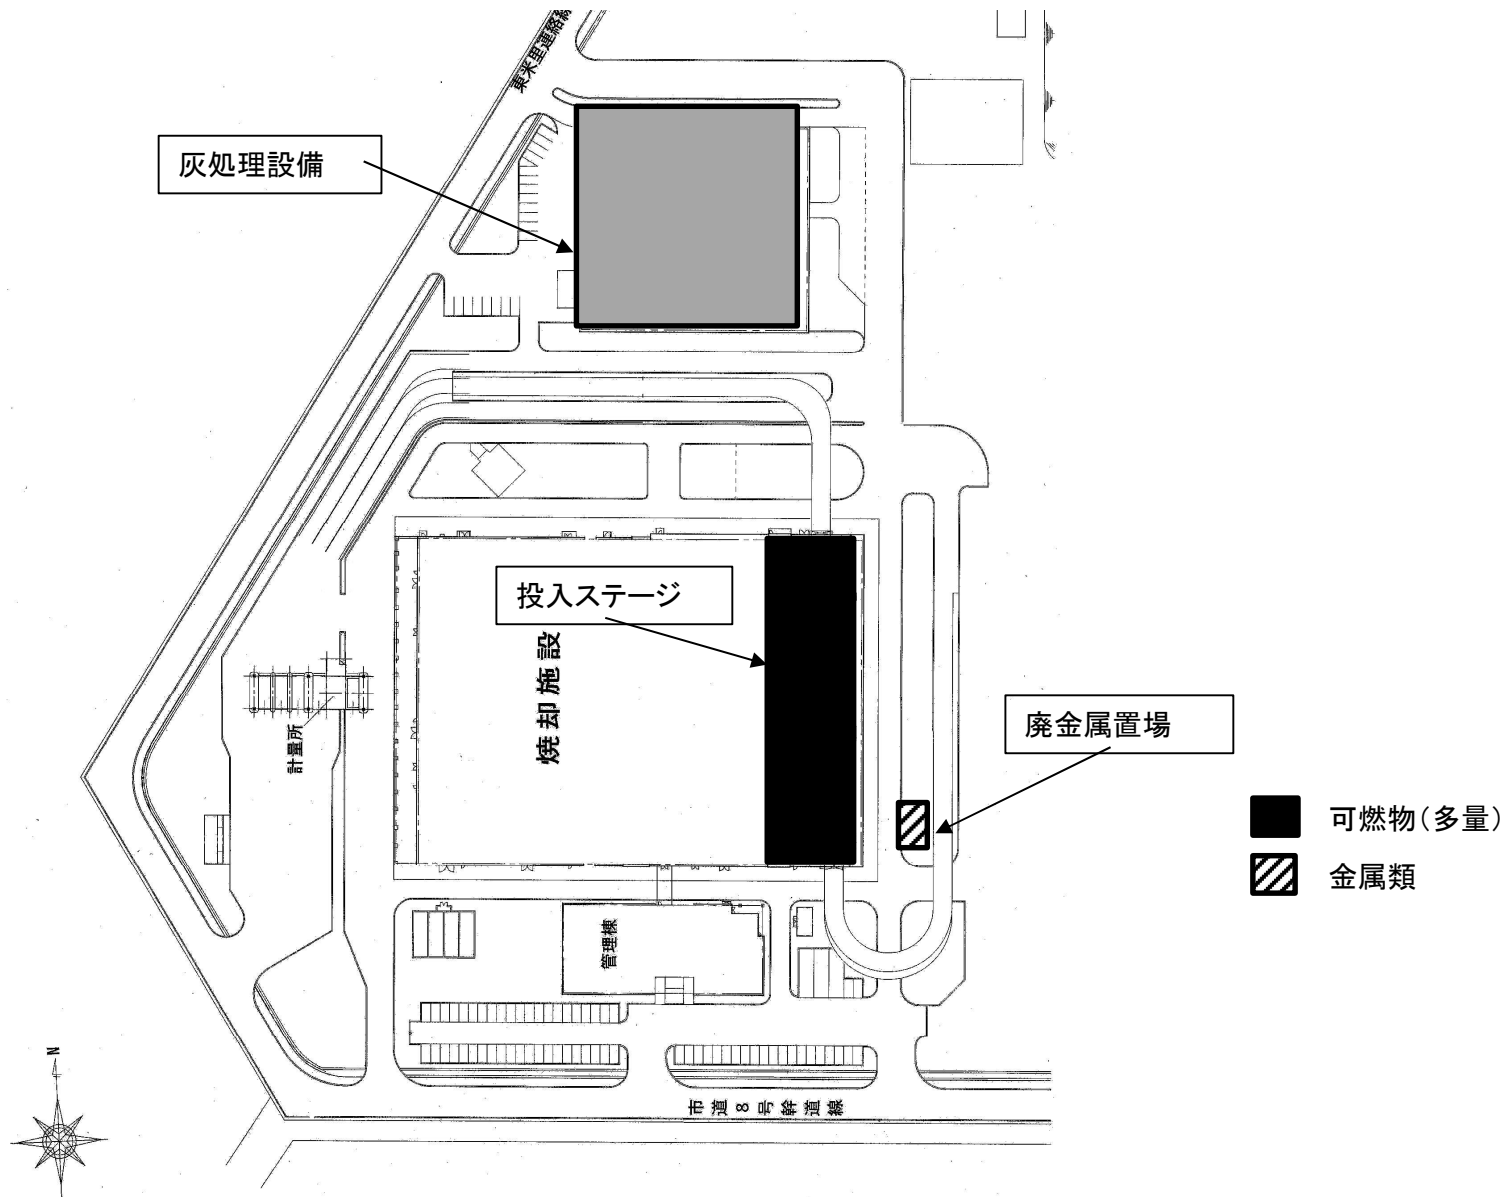 東米里連絡線
灰処理設備
投入ステージ
焼却施設
計量所
廃金属置場
可燃物（多量）
金属類
管理棟
市道８号幹道線
N